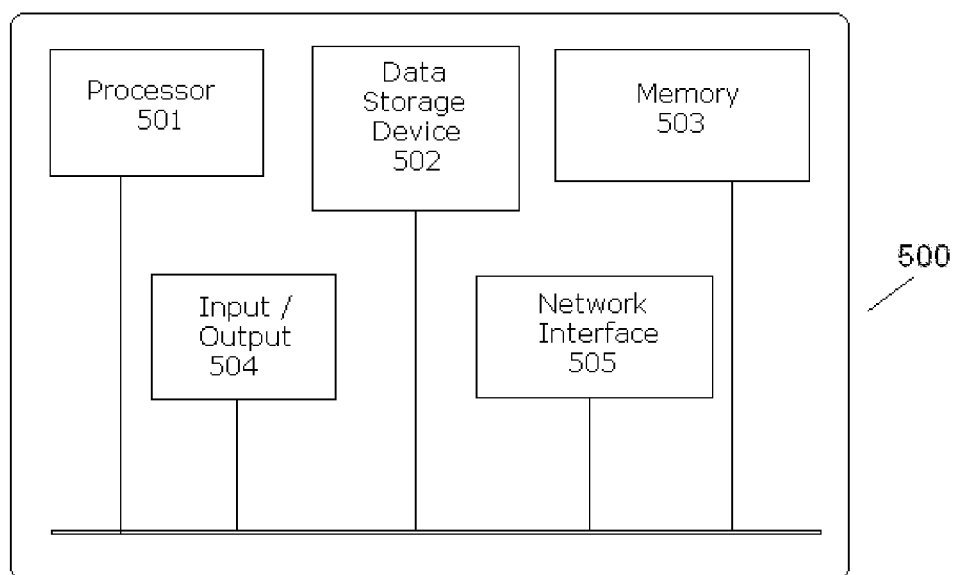 Processor
501
Data
Storage
Device
502
Memory
503
500
Input /
Output
504
Network
Interface
505